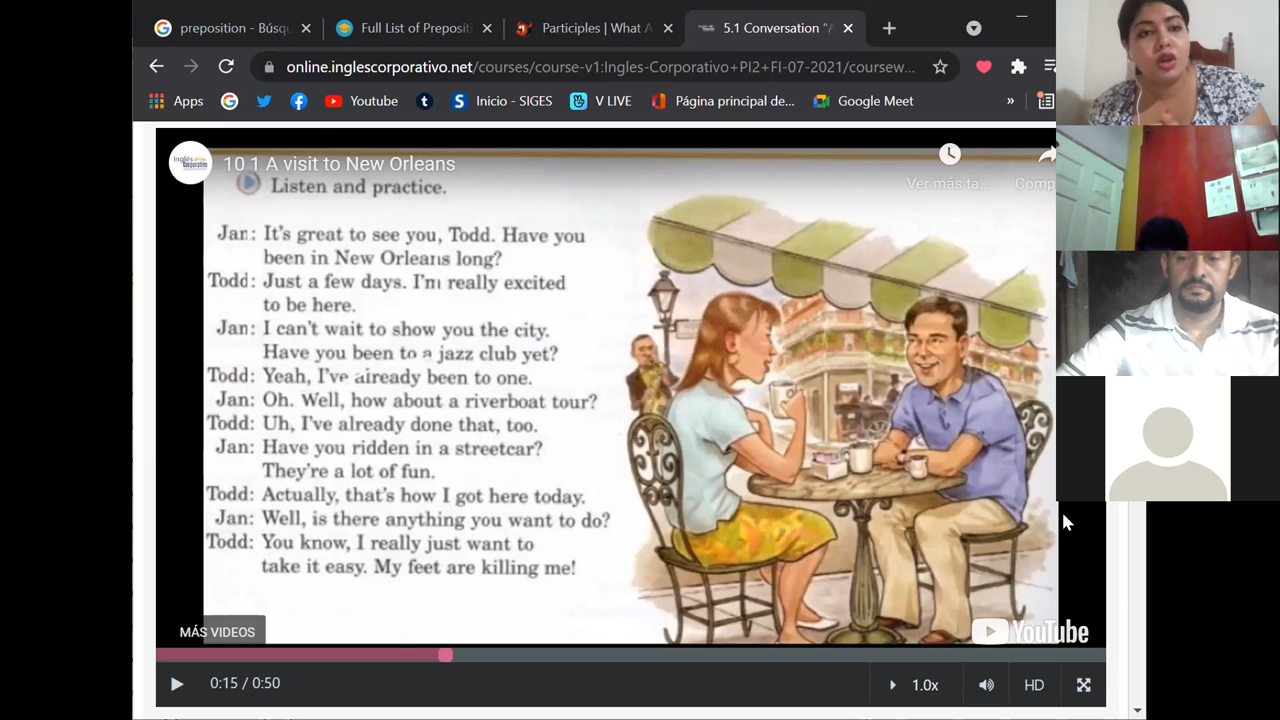 preposition - Búsqu
Full List of Prepositi
Participles | What A
5.1 Conversation "A
online.inglescorporativo.net/courses/course-v1:Ingles-Corporativo+PI2+FI-07-2021/coursew...
Apps
Youtube
Inicio - SIGES
V LIVE
Página principal de...
Google Meet
»
Inglés
Corporativo
10 1 A visit to New Orleans
Ver más ta...
Comp
Listen and practice.
Jan: It's great to see you, Todd. Have you
been in New Orleans long?
Todd: Just a few days. I'm really excited
to be here.
Jan: I can't wait to show you the city.
Have you been to a jazz club yet?
Todd: Yeah, I've already been to one.
Jan: Oh. Well, how about a riverboat tour?
Todd: Uh, I've already done that, too.
Jan: Have you ridden in a streetcar?
They're a lot of fun.
Todd: Actually, that's how I got here today.
Jan: Well, is there anything you want to do?
Todd: You know, I really just want to
take it easy. My feet are killing me!
MÁS VIDEOS
YouTube
0:15 / 0:50
1.0x
HD